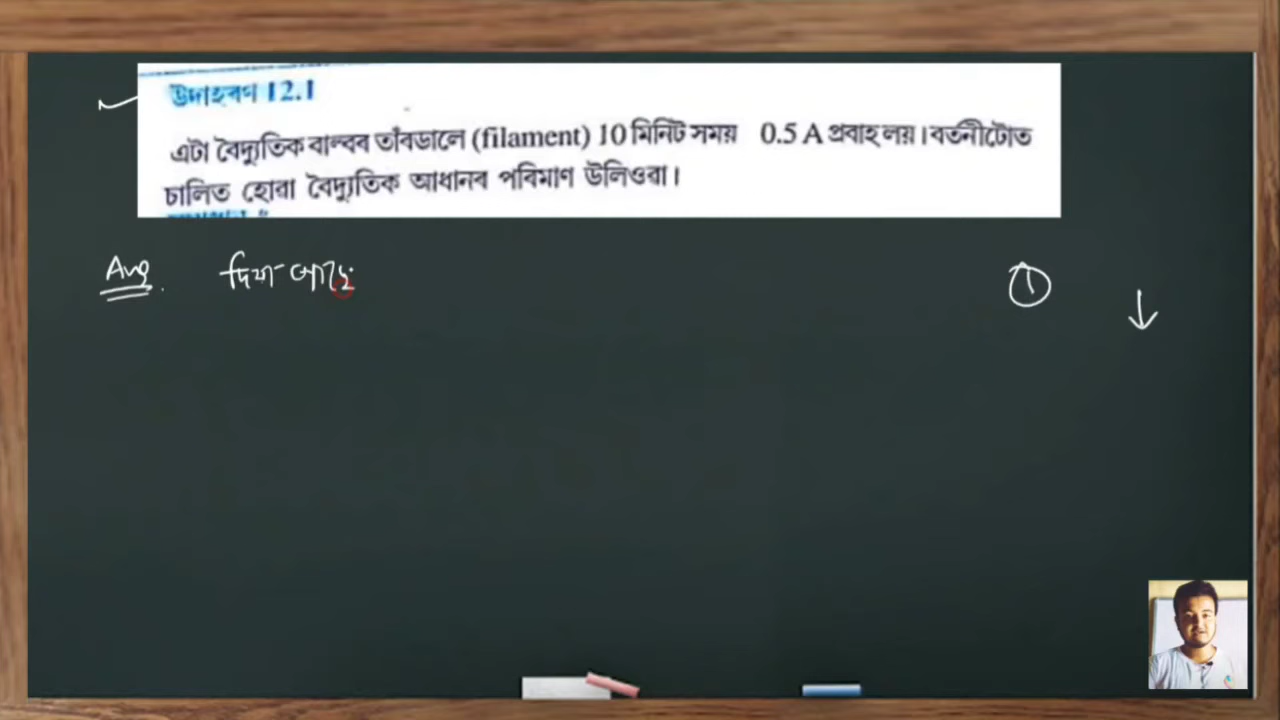 উদাহৰণ 12.1
এটা বৈদ্যুতিক বাল্বৰ তাঁৰডালে (filament) 10 মিনিট সময় 0.5 A প্ৰবাহ লয়। বৰ্তনীটোত
চালিত হোৱা বৈদ্যুতিক আধানৰ পৰিমাণ উলিওৱা।
Ans. দিয়া আছে
①